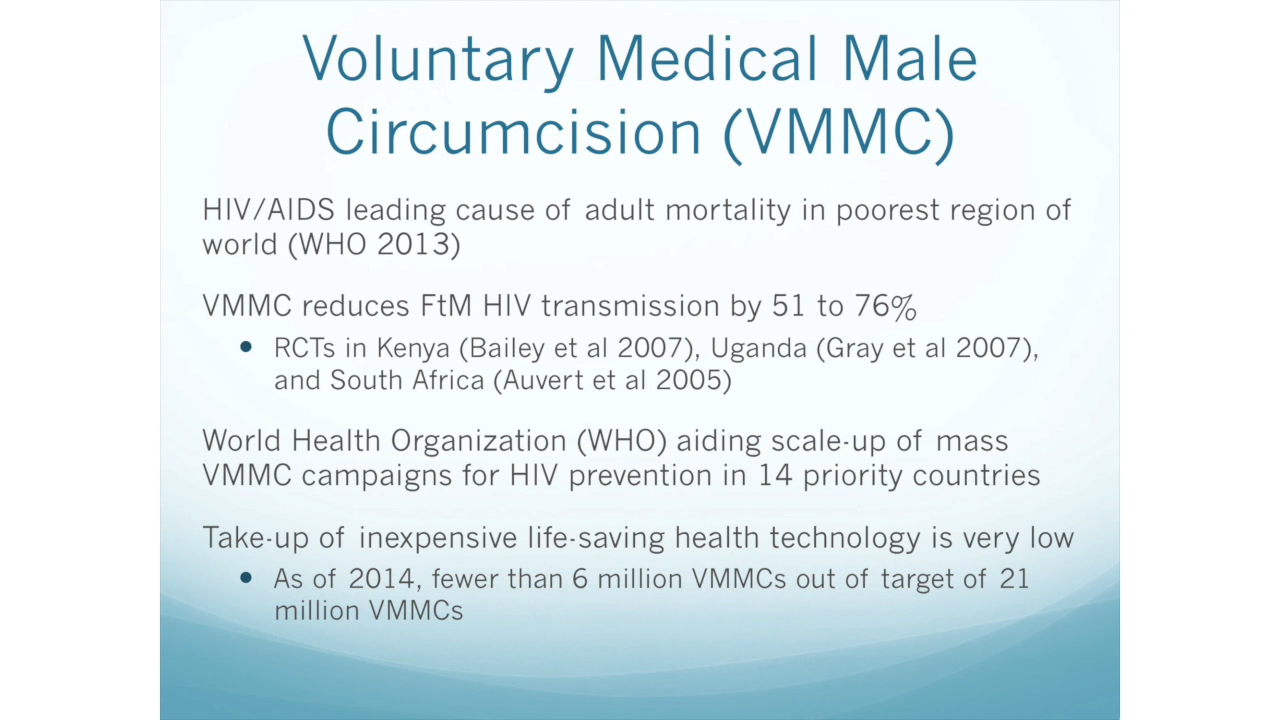 Voluntary Medical Male
Circumcision (VMMC)
HIV/AIDS leading cause of adult mortality in poorest region of
world (WHO 2013)
VMMC reduces FtM HIV transmission by 51 to 76%
• RCTs in Kenya (Bailey et al 2007), Uganda (Gray et al 2007),
and South Africa (Auvert et al 2005)
World Health Organization (WHO) aiding scale-up of mass
VMMC campaigns for HIV prevention in 14 priority countries
Take-up of inexpensive life-saving health technology is very low
• As of 2014, fewer than 6 million VMMCs out of target of 21
million VMMCs